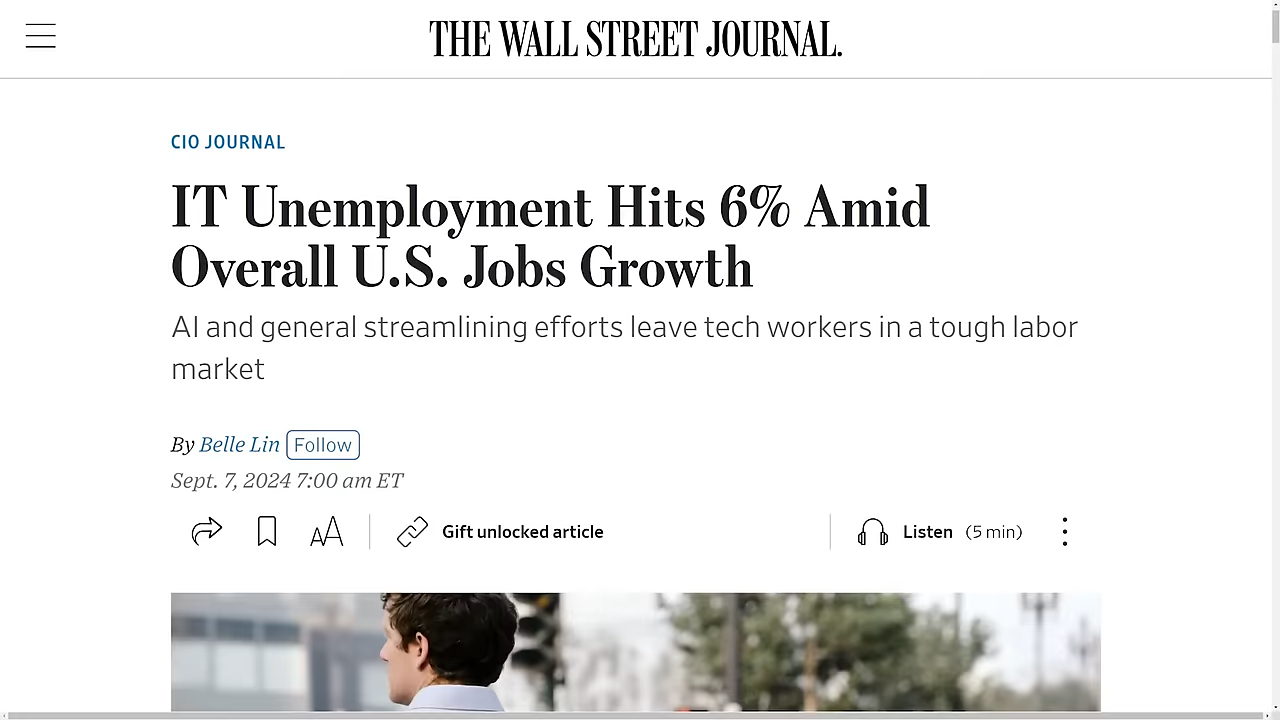 THE WALL STREET JOURNAL.
CIO JOURNAL
IT Unemployment Hits 6% Amid
Overall U.S. Jobs Growth
AI and general streamlining efforts leave tech workers in a tough labor
market
By Belle Lin Follow
Sept. 7, 2024 7:00 am ET
AA Gift unlocked article Listen (5 min)